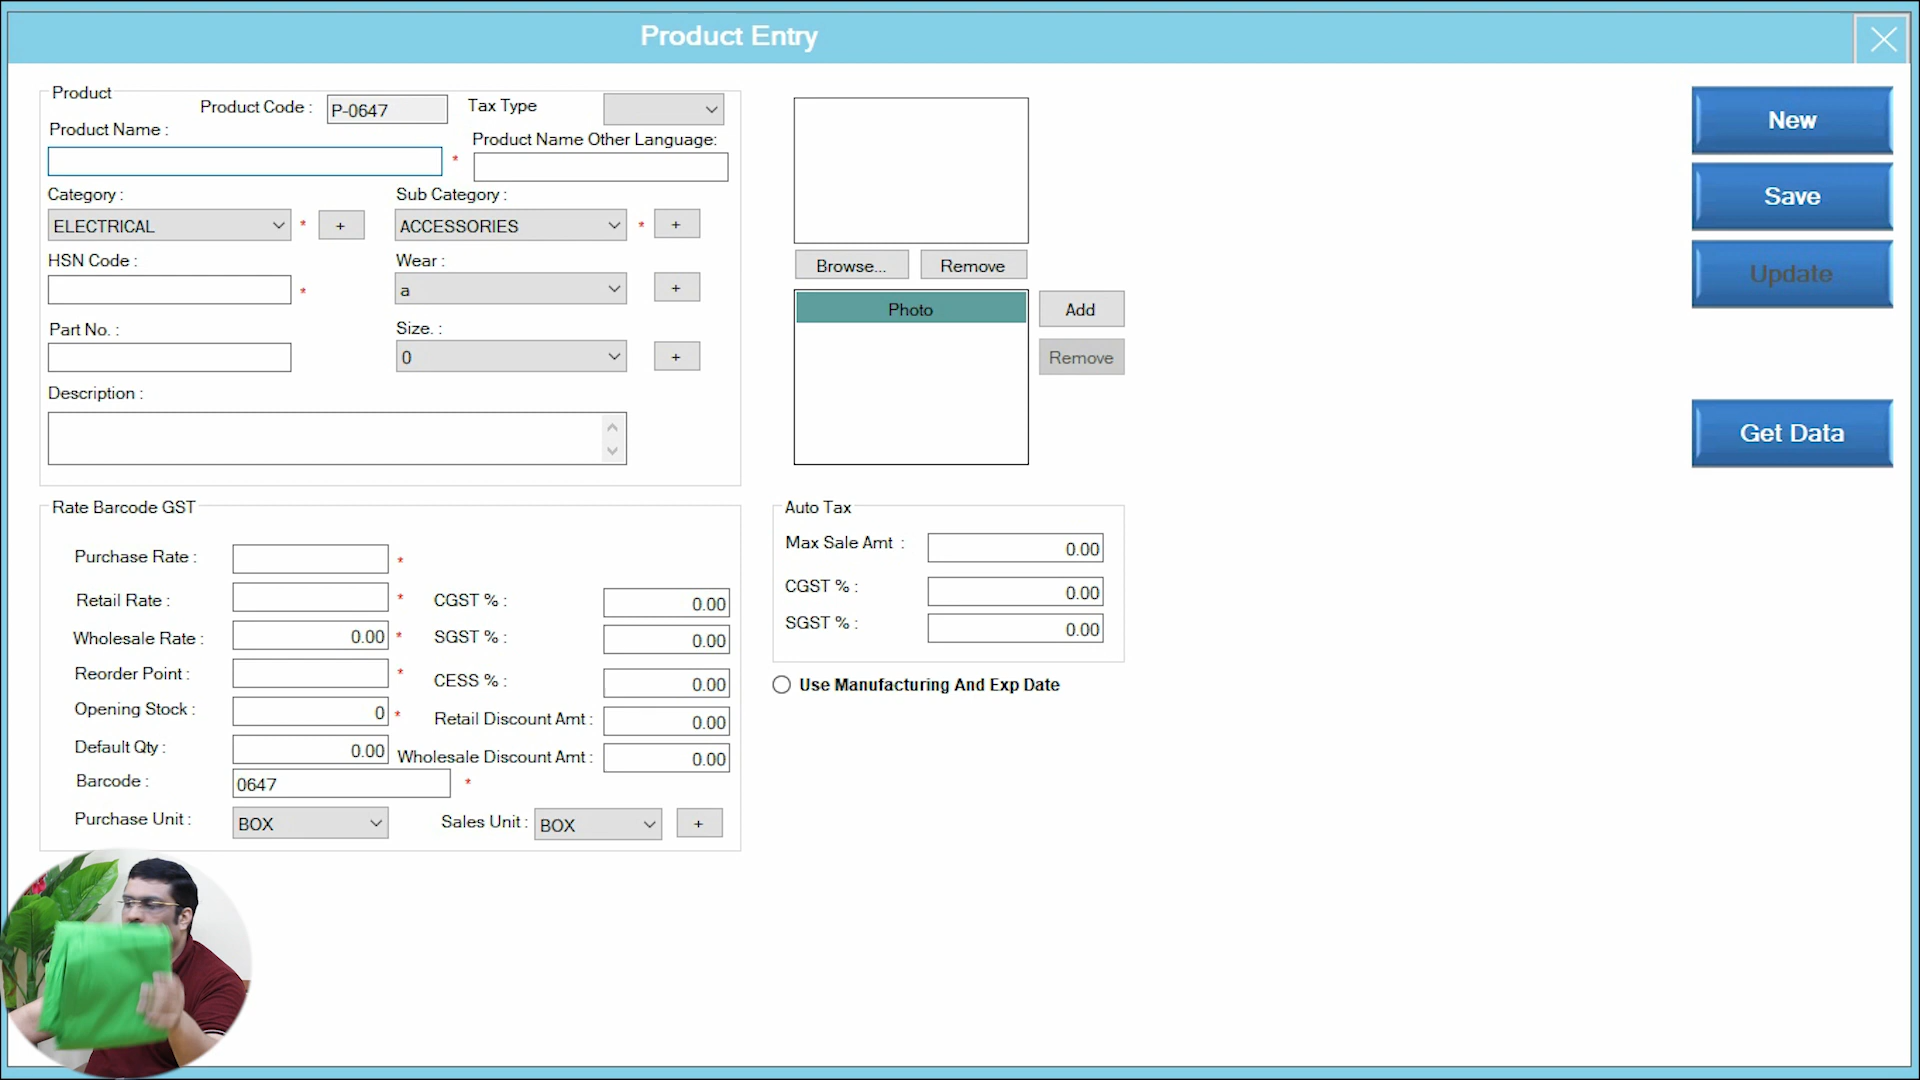 Product Entry
Product
Product Code :
P-0647
Tax Type
Product Name :
Product Name Other Language:
*
Category :
Sub Category :
ELECTRICAL
*
+
ACCESSORIES
*
+
HSN Code :
Wear :
*
a
+
Part No. :
Size. :
0
+
Description :
Browse...
Remove
Photo
Add
Remove
New
Save
Update
Get Data
Rate Barcode GST
Purchase Rate :
*
Retail Rate :
*
CGST % :
0.00
Wholesale Rate :
0.00
*
SGST % :
0.00
Reorder Point :
*
CESS % :
0.00
Opening Stock :
0
*
Retail Discount Amt :
0.00
Default Qty :
0.00
Wholesale Discount Amt :
0.00
Barcode :
0647
*
Purchase Unit :
BOX
Sales Unit :
BOX
+
Auto Tax
Max Sale Amt :
0.00
CGST % :
0.00
SGST % :
0.00
Use Manufacturing And Exp Date